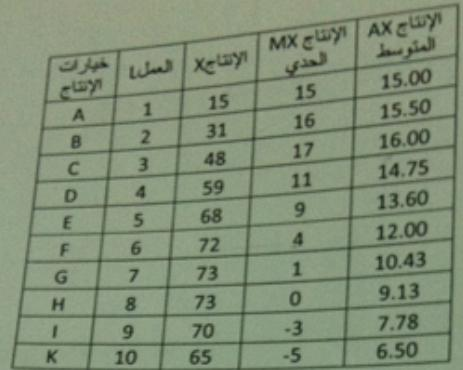 خيارات الإنتاج | العمل L | الإنتاج X | الإنتاج MX الحدي | الإنتاج AX المتوسط
A | 1 | 15 | 15 | 15.00
B | 2 | 31 | 16 | 15.50
C | 3 | 48 | 17 | 16.00
D | 4 | 59 | 11 | 14.75
E | 5 | 68 | 9 | 13.60
F | 6 | 72 | 4 | 12.00
G | 7 | 73 | 1 | 10.43
H | 8 | 73 | 0 | 9.13
I | 9 | 70 | -3 | 7.78
K | 10 | 65 | -5 | 6.50